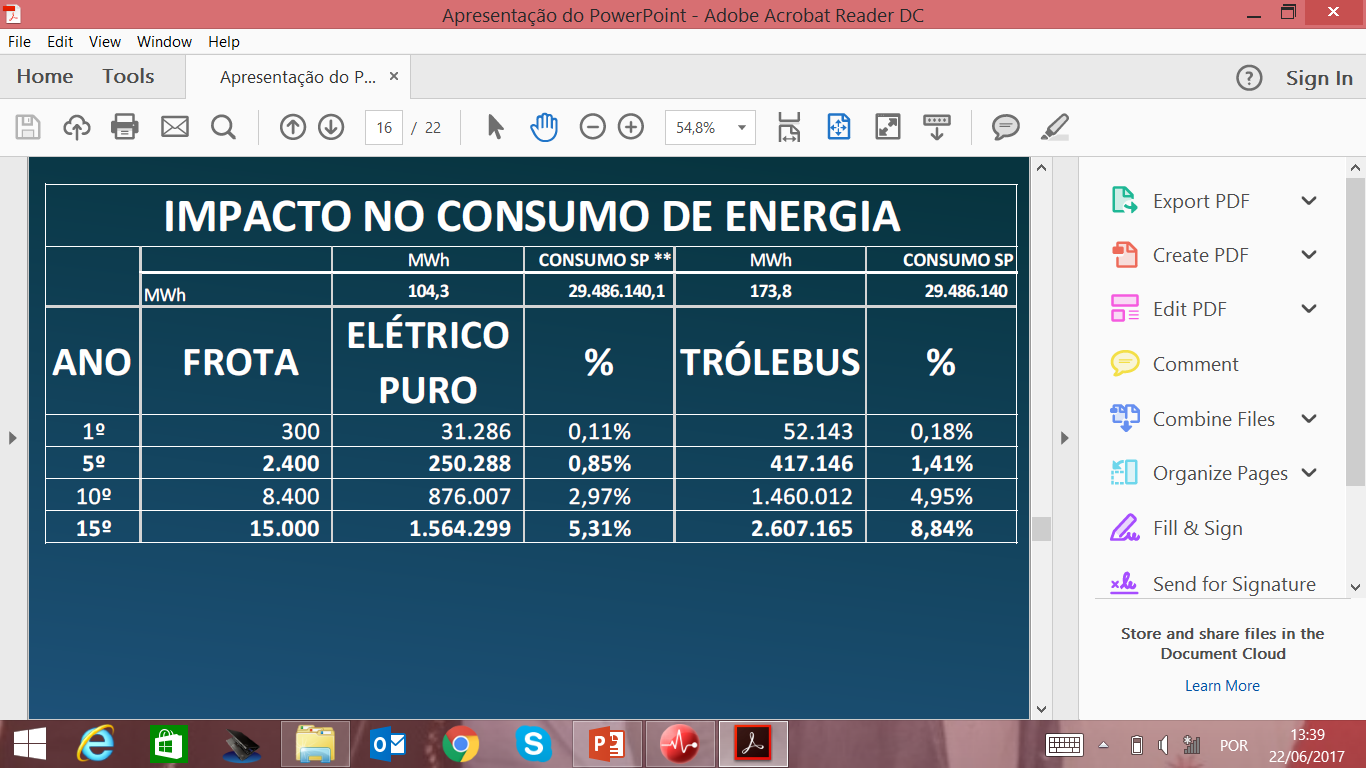 Apresentação do PowerPoint - Adobe Acrobat Reader DC
File Edit View Window Help
Home Tools Apresentação do P... × ? Sign In
16 / 22 54,8%
IMPACTO NO CONSUMO DE ENERGIA
MWh CONSUMO SP ** MWh CONSUMO SP
MWh 104,3 29.486.140,1 173,8 29.486.140
ANO FROTA ELÉTRICO PURO % TRÓLEBUS %
1º 300 31.286 0,11% 52.143 0,18%
5º 2.400 250.288 0,85% 417.146 1,41%
10º 8.400 876.007 2,97% 1.460.012 4,95%
15º 15.000 1.564.299 5,31% 2.607.165 8,84%
Export PDF
Create PDF
Edit PDF
Comment
Combine Files
Organize Pages
Fill & Sign
Send for Signature
Store and share files in the
Document Cloud
Learn More
POR 13:39
22/06/2017